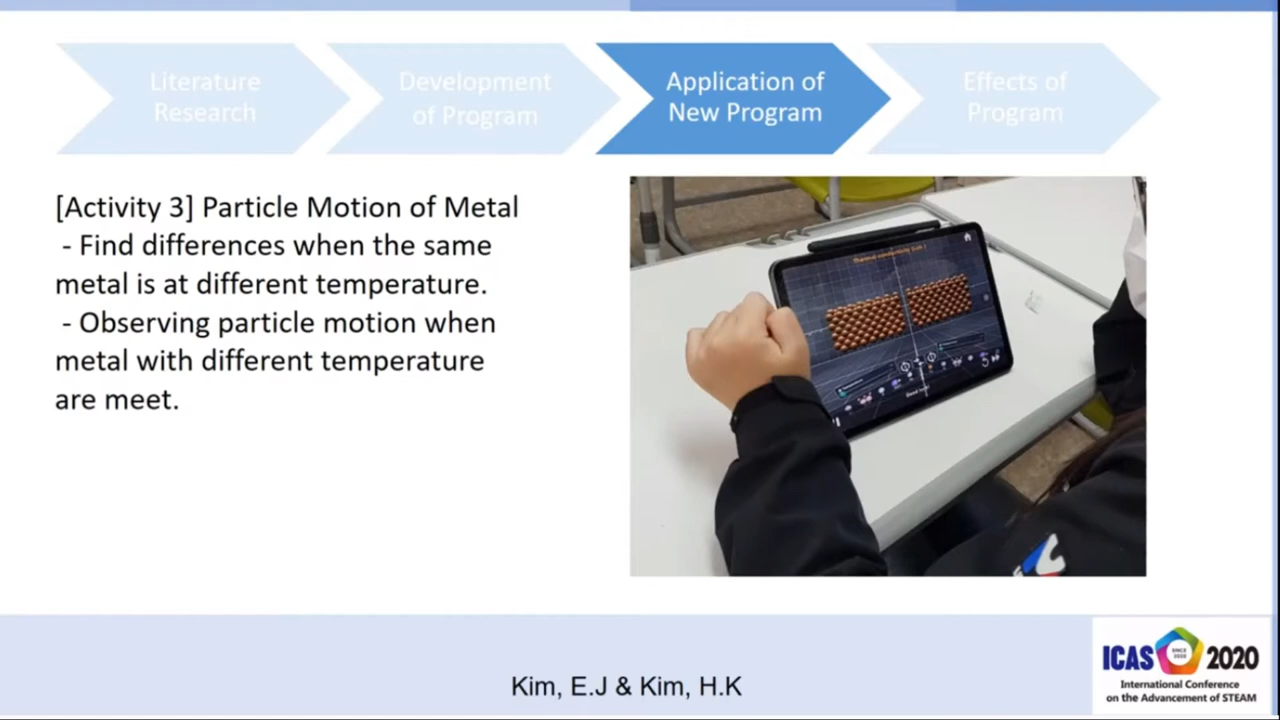 Literature
Research
Development
of Program
Application of
New Program
Effects of
Program
[Activity 3] Particle Motion of Metal
- Find differences when the same
metal is at different temperature.
- Observing particle motion when
metal with different temperature
are meet.
Kim, E.J & Kim, H.K
ICAS SINCE 2020
International Conference
on the Advancement of STEAM